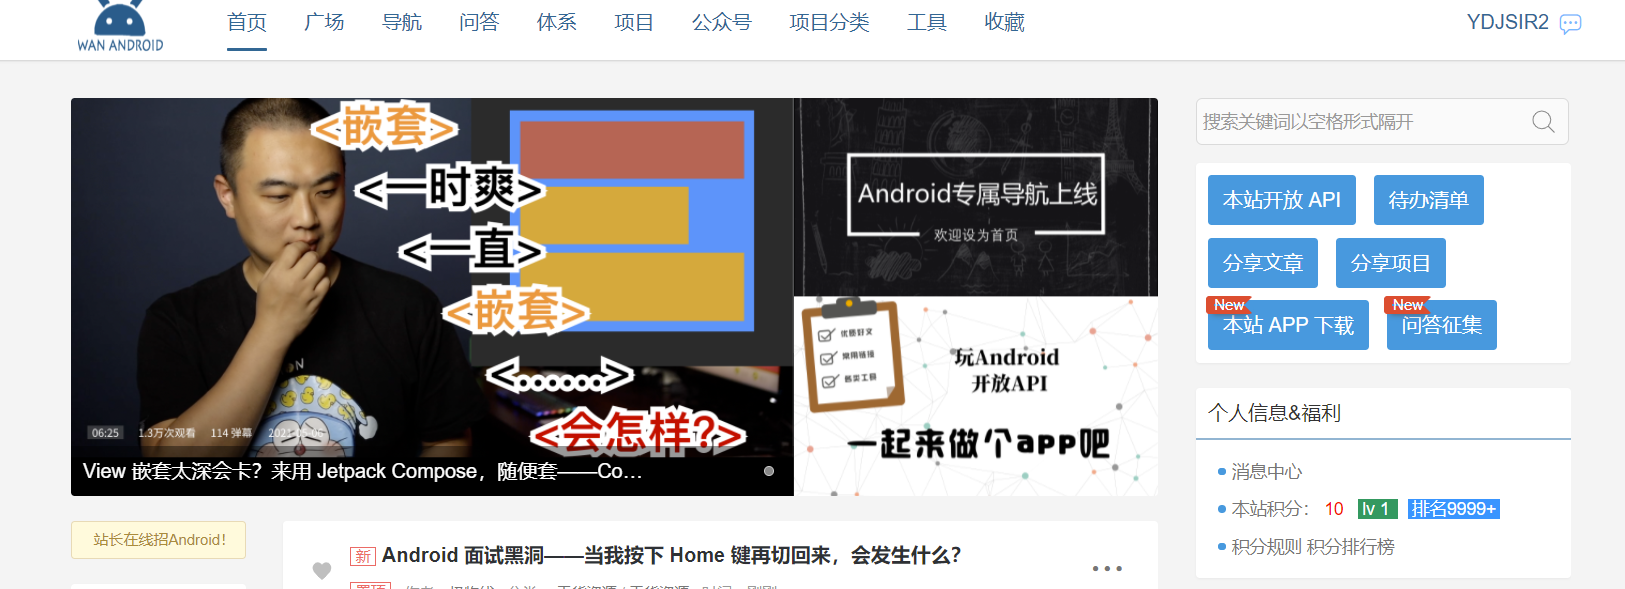 WAN ANDROID
首页 广场 导航 问答 体系 项目 公众号 项目分类 工具 收藏
YDJSIR2
<嵌套>
<一时爽>
<一直>
<嵌套>
<......>
<会怎样?>
06:25 1.3万次观看 114 弹幕 2021-05-06
View 嵌套太深会卡？来用 Jetpack Compose，随便套——Co...
Android专属导航上线
欢迎设为首页
优质好文
常用链接
玩Android
开放API
一起来做个app吧
搜索关键词以空格形式隔开
本站开放 API
待办清单
分享文章
分享项目
New
本站 APP 下载
New
问答征集
个人信息&福利
消息中心
本站积分： 10 lv 1 排名9999+
积分规则 积分排行榜
站长在线招Android！
新 Android 面试黑洞——当我按下 Home 键再切回来，会发生什么？